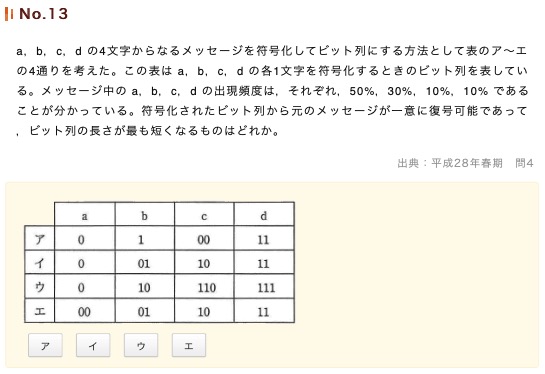 No.13
a，b，c，d の4文字からなるメッセージを符号化してビット列にする方法として表のア～エ
の4通りを考えた。この表は a，b，c，d の各1文字を符号化するときのビット列を表してい
る。メッセージ中の a，b，c，d の出現頻度は，それぞれ，50%，30%，10%，10% である
ことが分かっている。符号化されたビット列から元のメッセージが一意に復号可能であって
，ビット列の長さが最も短くなるものはどれか。
出典：平成28年春期　問4
a b c d
ア 0 1 00 11
イ 0 01 10 11
ウ 0 10 110 111
エ 00 01 10 11
ア イ ウ エ